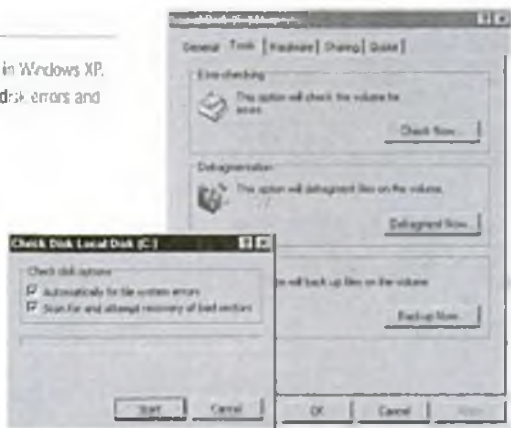 in Windows XP.
disk errors and
General Tools Hardware Sharing Quota
Error-checking
This option will check the volume for
errors.
Check Now...
Defragmentation
This option will defragment files on the volume.
Defragment Now...
will back up files on the volume.
Backup Now...
OK Cancel
Check Disk Local Disk (C:)
Check disk options
Automatically fix file system errors
Scan for and attempt recovery of bad sectors
Start Cancel